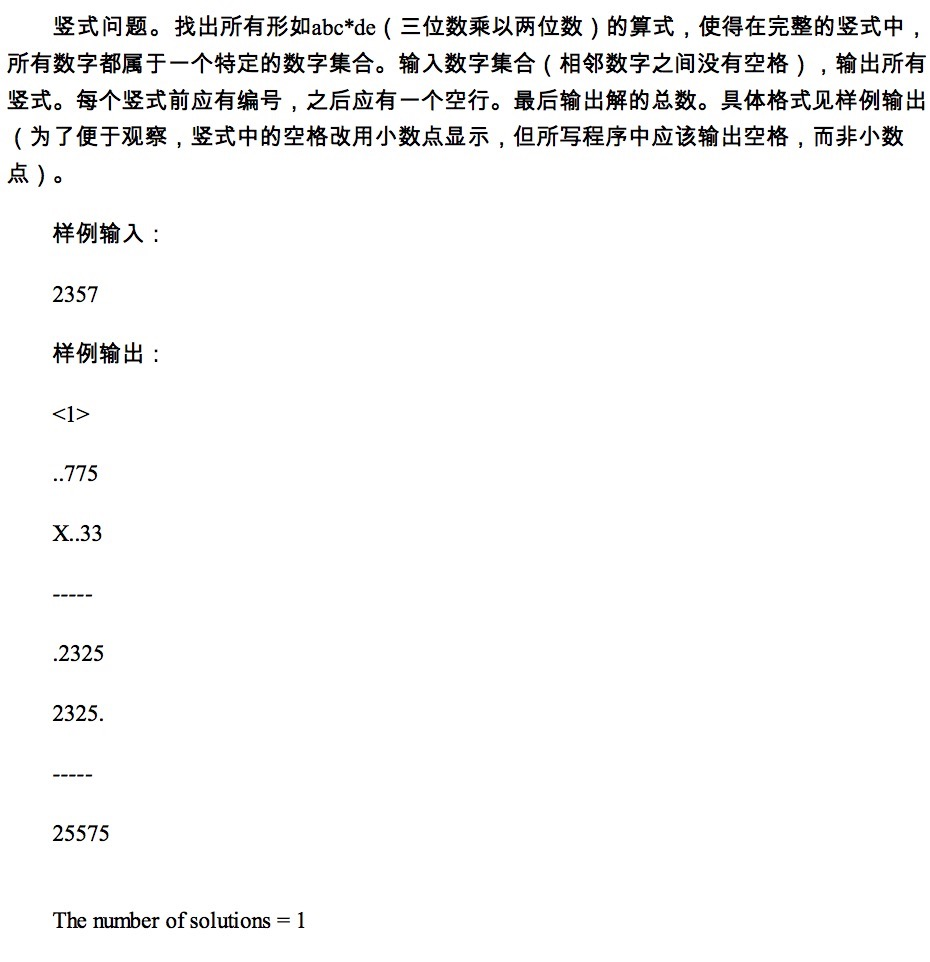 竖式问题。找出所有形如abc*de（三位数乘以两位数）的算式，使得在完整的竖式中，
所有数字都属于一个特定的数字集合。输入数字集合（相邻数字之间没有空格），输出所有
竖式。每个竖式前应有编号，之后应有一个空行。最后输出解的总数。具体格式见样例输出
（为了便于观察，竖式中的空格改用小数点显示，但所写程序中应该输出空格，而非小数
点）。
样例输入：
2357
样例输出：
<1>
..775
X..33
-----
.2325
2325.
-----
25575
The number of solutions = 1